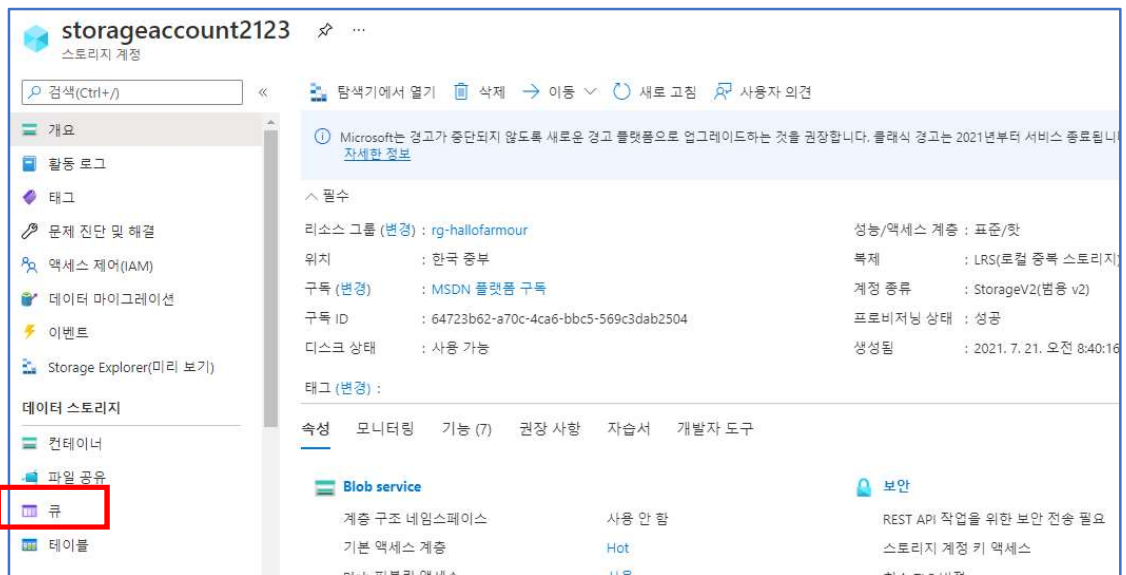 storageaccount2123
스토리지 계정
검색(Ctrl+/)
«
탐색기에서 열기 삭제 이동 새로 고침 사용자 의견
개요
활동 로그
태그
문제 진단 및 해결
액세스 제어(IAM)
데이터 마이그레이션
이벤트
Storage Explorer(미리 보기)
데이터 스토리지
컨테이너
파일 공유
큐
테이블
Microsoft는 경고가 중단되지 않도록 새로운 경고 플랫폼으로 업그레이드하는 것을 권장합니다. 클래식 경고는 2021년부터 서비스 종료됩니
자세한 정보
필수
리소스 그룹 (변경) : rg-hallofarmour
위치 : 한국 중부
구독 (변경) : MSDN 플랫폼 구독
구독 ID : 64723b62-a70c-4ca6-bbc5-569c3dab2504
디스크 상태 : 사용 가능
태그 (변경) :
성능/액세스 계층 : 표준/핫
복제 : LRS(로컬 중복 스토리지)
계정 종류 : StorageV2(범용 v2)
프로비저닝 상태 : 성공
생성됨 : 2021. 7. 21. 오전 8:40:16
속성 모니터링 기능 (7) 권장 사항 자습서 개발자 도구
Blob service
계층 구조 네임스페이스 사용 안 함
기본 액세스 계층 Hot
보안
REST API 작업을 위한 보안 전송 필요
스토리지 계정 키 액세스